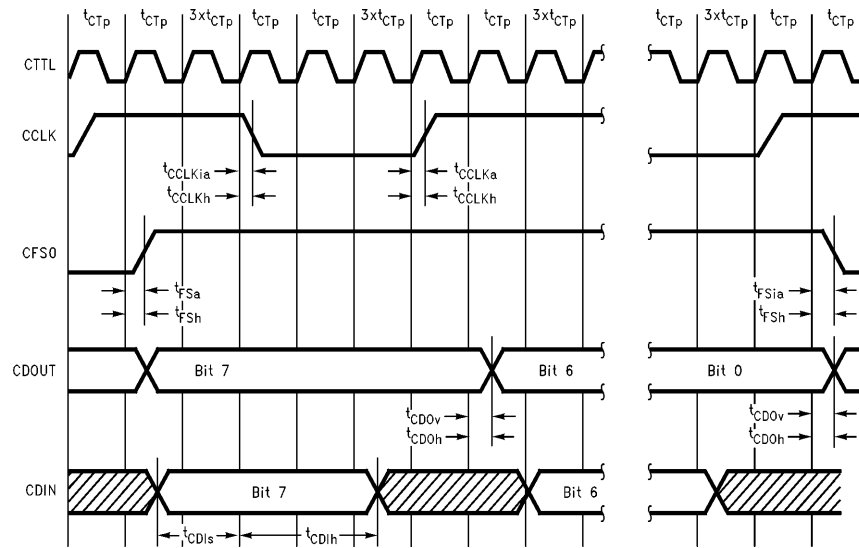 tCTp tCTp 3xtCTp tCTp tCTp 3xtCTp tCTp tCTp 3xtCTp tCTp 3xtCTp tCTp tCTp
CTTL
CCLK
tCCLKia tCCLKa
tCCLKh tCCLKh
CFS0
tFSa tFSia
tFSh tFSh
CDOUT Bit 7 Bit 6 Bit 0
tCDOv tCDOv
tCDOh tCDOh
CDIN Bit 7 Bit 6
tCDIs tCDIh